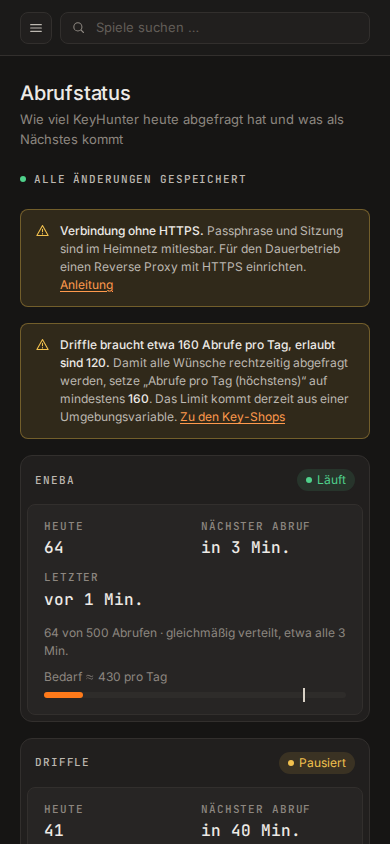 Spiele suchen ...
Abrufstatus
Wie viel KeyHunter heute abgefragt hat und was als
Nächstes kommt
ALLE ÄNDERUNGEN GESPEICHERT
Verbindung ohne HTTPS. Passphrase und Sitzung
sind im Heimnetz mitlesbar. Für den Dauerbetrieb
einen Reverse Proxy mit HTTPS einrichten.
Anleitung
Driffle braucht etwa 160 Abrufe pro Tag, erlaubt
sind 120. Damit alle Wünsche rechtzeitig abgefragt
werden, setze „Abrufe pro Tag (höchstens)“ auf
mindestens 160. Das Limit kommt derzeit aus einer
Umgebungsvariable. Zu den Key-Shops
ENEBA
Läuft
HEUTE
NÄCHSTER ABRUF
64
in 3 Min.
LETZTER
vor 1 Min.
64 von 500 Abrufen · gleichmäßig verteilt, etwa alle 3
Min.
Bedarf ≈ 430 pro Tag
DRIFFLE
Pausiert
HEUTE
NÄCHSTER ABRUF
41
in 40 Min.